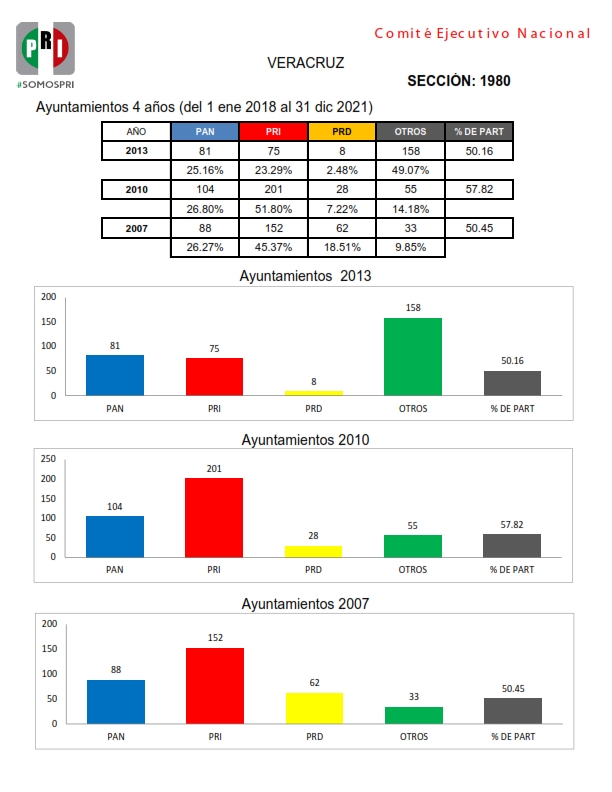 Comité Ejecutivo Nacional
PRI
#SOMOSPRI
VERACRUZ
SECCIÓN: 1980
Ayuntamientos 4 años (del 1 ene 2018 al 31 dic 2021)
AÑO PAN PRI PRD OTROS % DE PART
2013 81 75 8 158 50.16
25.16% 23.29% 2.48% 49.07%
2010 104 201 28 55 57.82
26.80% 51.80% 7.22% 14.18%
2007 88 152 62 33 50.45
26.27% 45.37% 18.51% 9.85%
Ayuntamientos 2013
200
150
100
50
0
81 75 8 158 50.16
PAN PRI PRD OTROS % DE PART
Ayuntamientos 2010
250
200
150
100
50
0
104 201 28 55 57.82
PAN PRI PRD OTROS % DE PART
Ayuntamientos 2007
200
150
100
50
0
88 152 62 33 50.45
PAN PRI PRD OTROS % DE PART